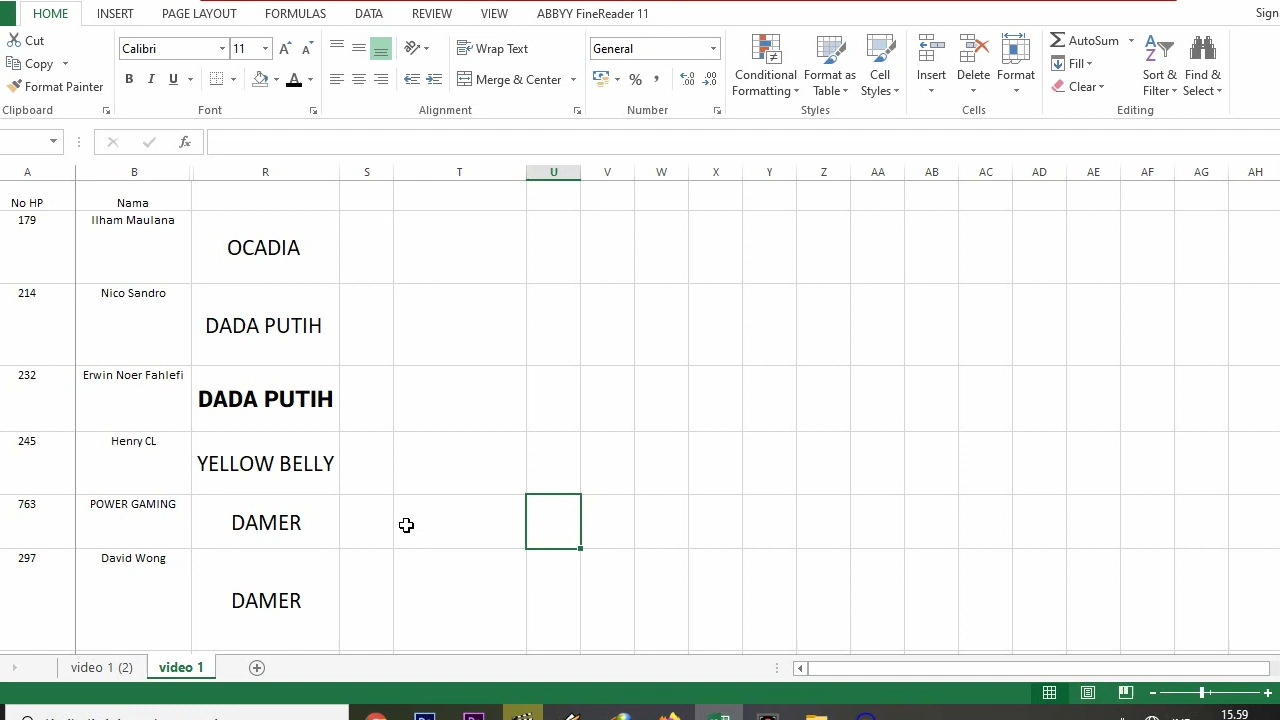 HOME INSERT PAGE LAYOUT FORMULAS DATA REVIEW VIEW ABBYY FineReader 11 Sign
Cut
Copy
Format Painter
Clipboard
Calibri 11
B I U A
Font
Wrap Text
Merge & Center
Alignment
General
%
Number
Conditional Formatting
Format as Table
Cell Styles
Styles
Insert Delete Format
Cells
AutoSum
Fill
Clear
Sort & Filter
Find & Select
Editing
fx
A B R S T U V W X Y Z AA AB AC AD AE AF AG AH
No HP Nama
179 Ilham Maulana OCADIA
214 Nico Sandro DADA PUTIH
232 Erwin Noer Fahlefi DADA PUTIH
245 Henry CL YELLOW BELLY
763 POWER GAMING DAMER
297 David Wong DAMER
video 1 (2) video 1
15.59